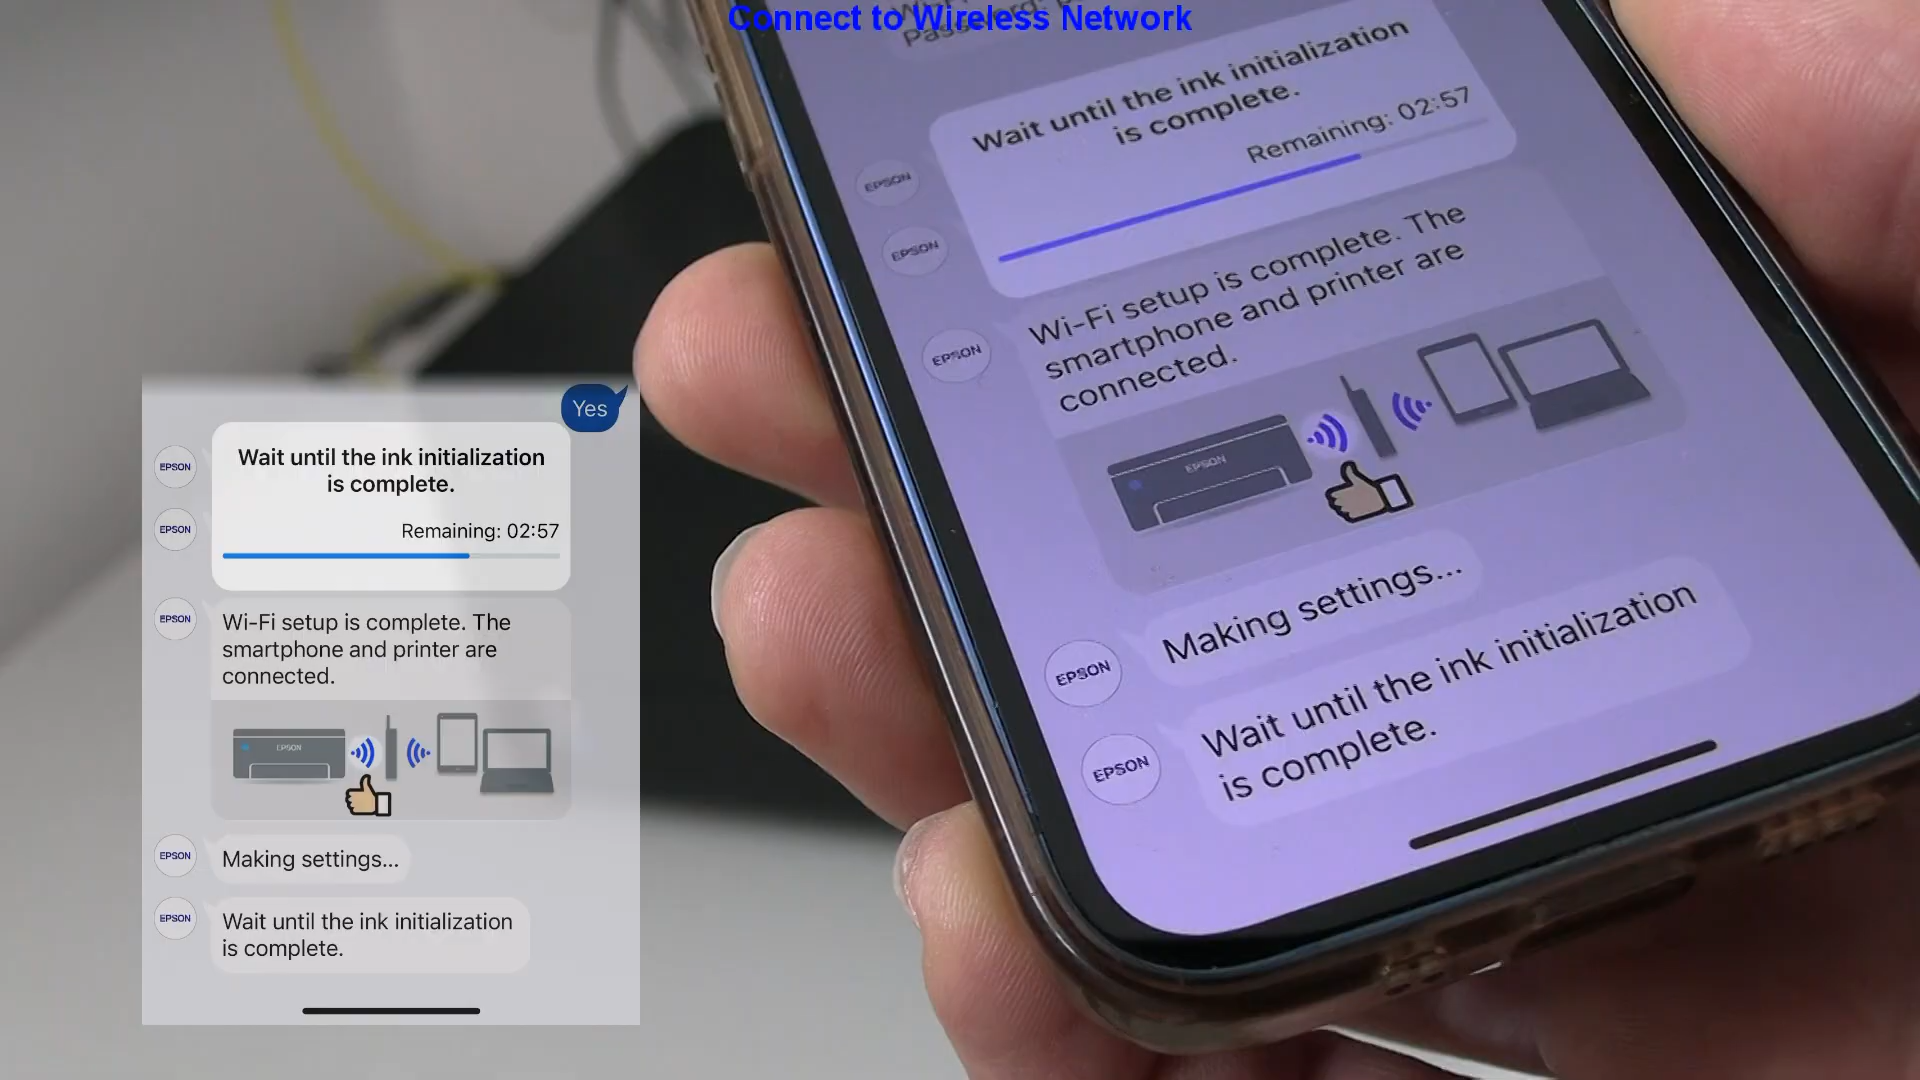 Connect to Wireless Network
Yes
EPSON
Wait until the ink initialization
is complete.
EPSON
Remaining: 02:57
EPSON
Wi-Fi setup is complete. The
smartphone and printer are
connected.
EPSON
EPSON
Making settings...
EPSON
Wait until the ink initialization
is complete.
Wait until the ink initialization
is complete.
Remaining: 02:57
EPSON
EPSON
EPSON
Wi-Fi setup is complete. The
smartphone and printer are
connected.
EPSON
EPSON
Making settings...
EPSON
Wait until the ink initialization
is complete.